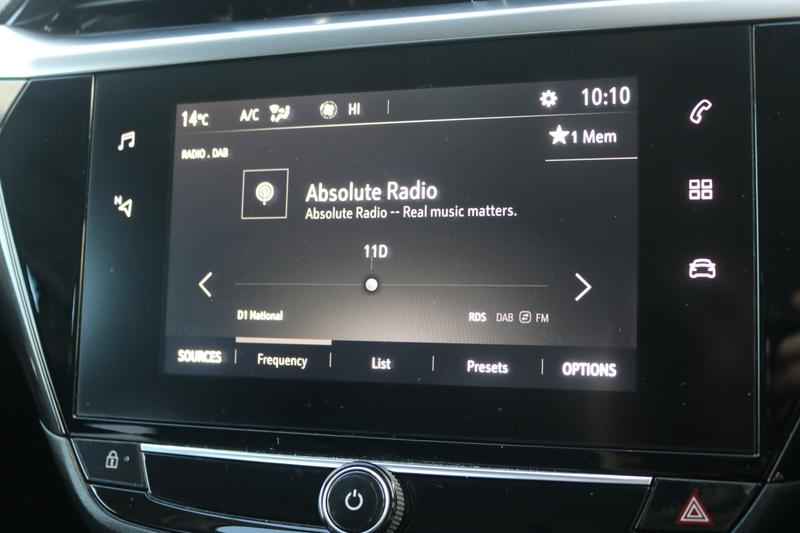 14°C A/C HI 10:10
★1 Mem
RADIO . DAB
Absolute Radio
Absolute Radio -- Real music matters.
11D
D1 National RDS DAB FM
SOURCES Frequency List Presets OPTIONS
N